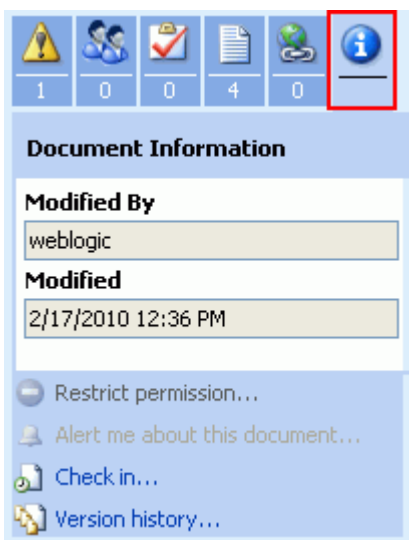 1 0 0 4 0
Document Information
Modified By
weblogic
Modified
2/17/2010 12:36 PM
Restrict permission...
Alert me about this document...
Check in...
Version history...